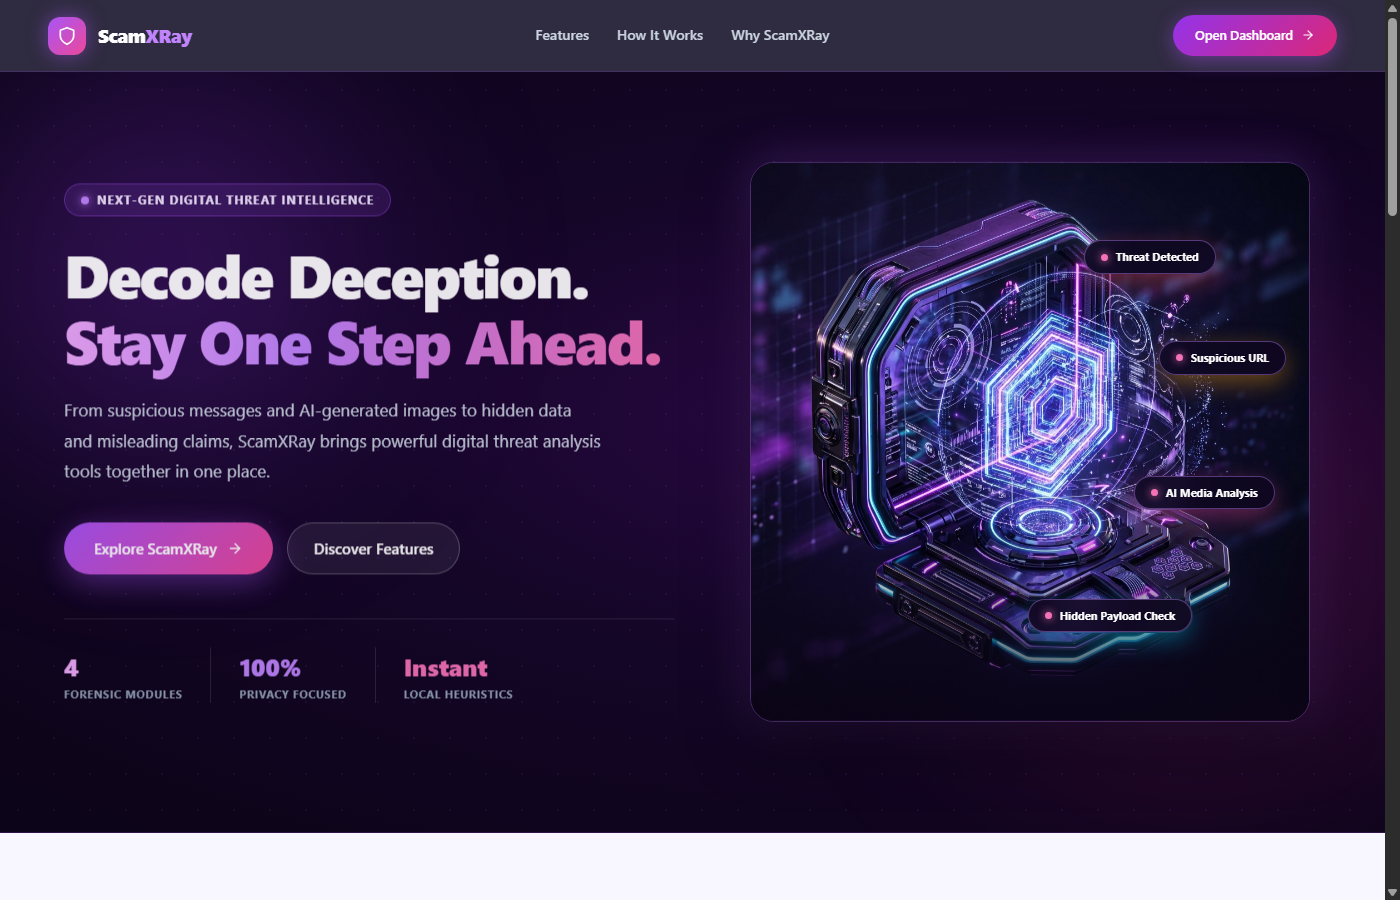 ScamXRay
Features
How It Works
Why ScamXRay
Open Dashboard
NEXT-GEN DIGITAL THREAT INTELLIGENCE
Decode Deception.
Stay One Step Ahead.
From suspicious messages and AI-generated images to hidden data
and misleading claims, ScamXRay brings powerful digital threat analysis
tools together in one place.
Explore ScamXRay
Discover Features
4
FORENSIC MODULES
100%
PRIVACY FOCUSED
Instant
LOCAL HEURISTICS
Threat Detected
Suspicious URL
AI Media Analysis
Hidden Payload Check